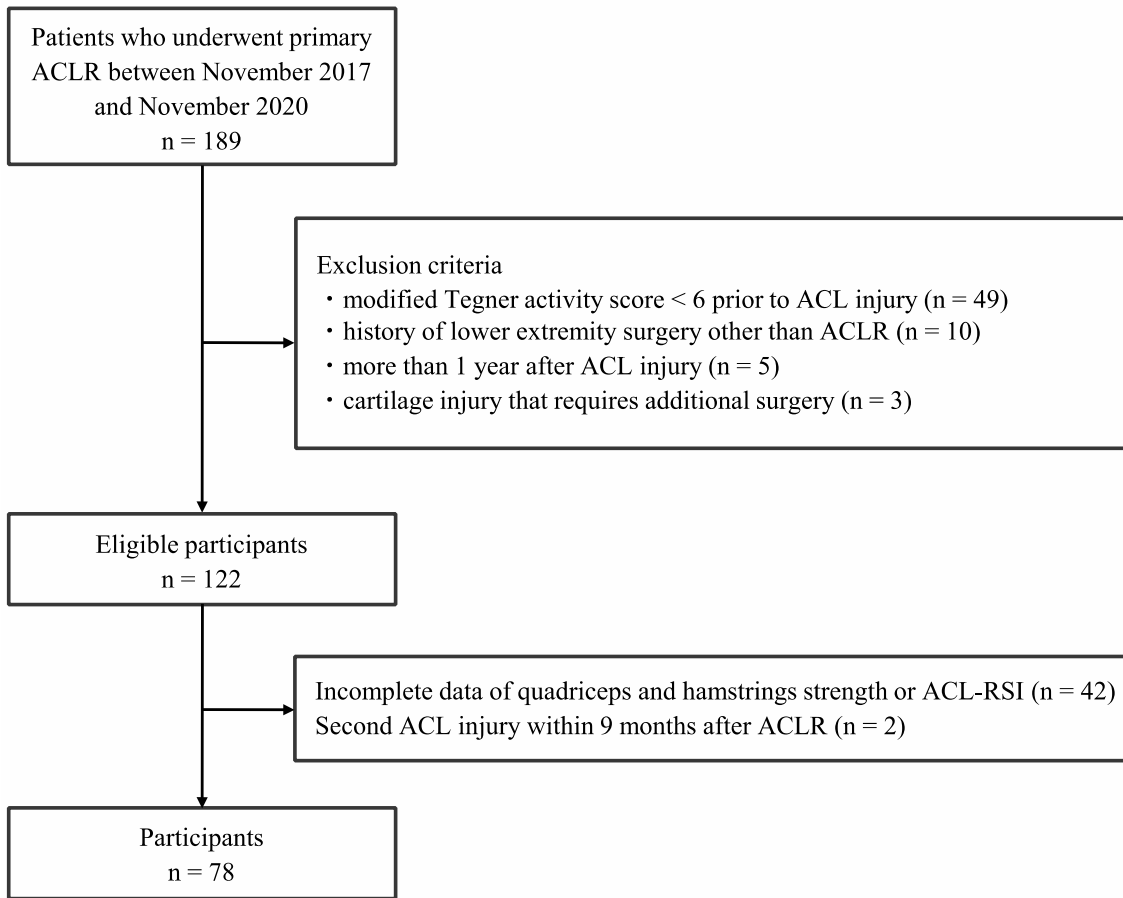 Patients who underwent primary
ACLR between November 2017
and November 2020
n = 189
Exclusion criteria
・modified Tegner activity score < 6 prior to ACL injury (n = 49)
・history of lower extremity surgery other than ACLR (n = 10)
・more than 1 year after ACL injury (n = 5)
・cartilage injury that requires additional surgery (n = 3)
Eligible participants
n = 122
Incomplete data of quadriceps and hamstrings strength or ACL-RSI (n = 42)
Second ACL injury within 9 months after ACLR (n = 2)
Participants
n = 78